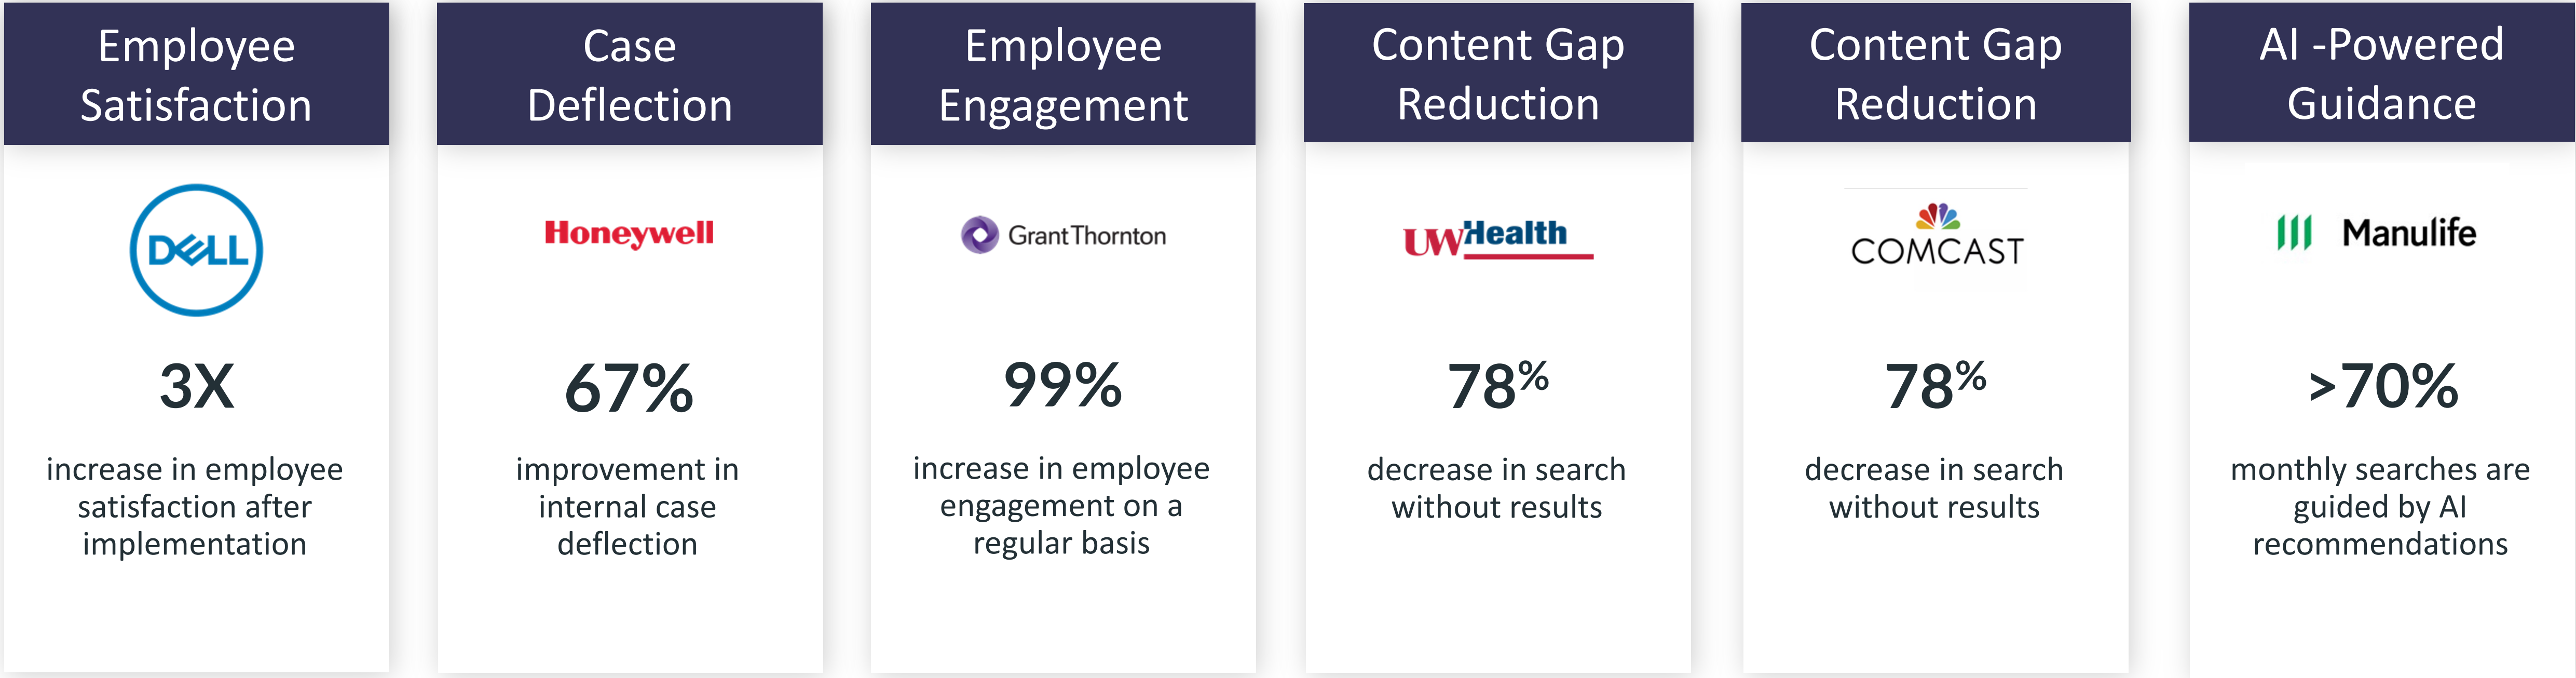 Employee
Satisfaction
DELL
3X
increase in employee
satisfaction after
implementation
Case
Deflection
Honeywell
67%
improvement in
internal case
deflection
Employee
Engagement
Grant Thornton
99%
increase in employee
engagement on a
regular basis
Content Gap
Reduction
UWHealth
78%
decrease in search
without results
Content Gap
Reduction
COMCAST
78%
decrease in search
without results
AI -Powered
Guidance
Manulife
>70%
monthly searches are
guided by AI
recommendations